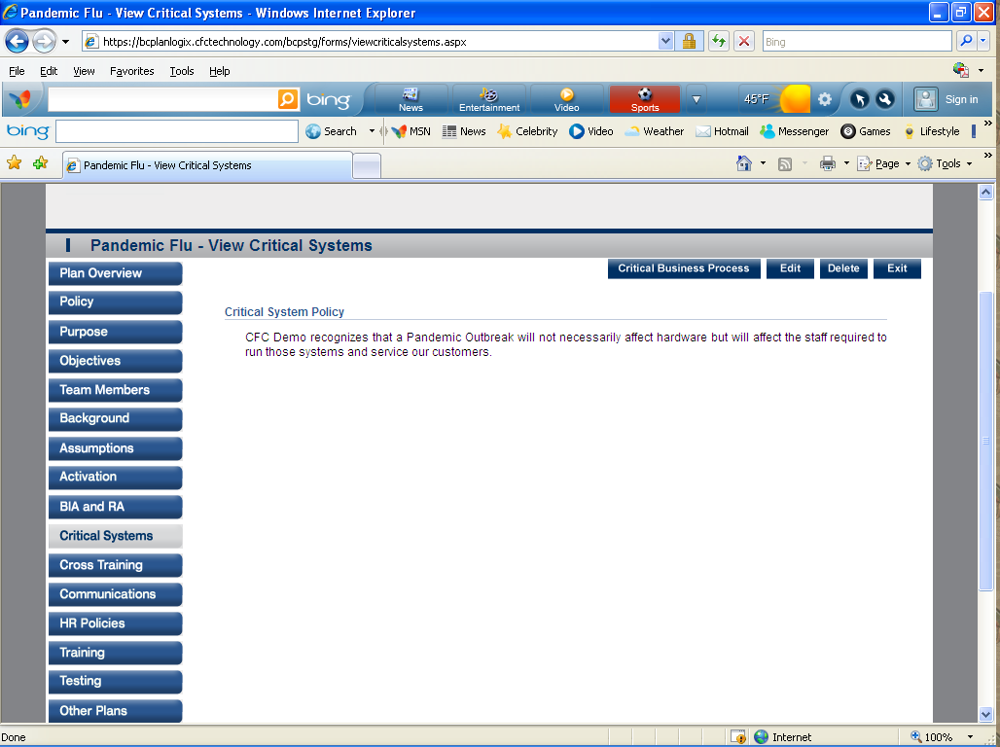 Pandemic Flu - View Critical Systems - Windows Internet Explorer
https://bcplanlogix.cfctechnology.com/bcpstg/forms/viewcriticalsystems.aspx
Bing
File Edit View Favorites Tools Help
bing News Entertainment Video Sports 45°F Sign in
bing Search MSN News Celebrity Video Weather Hotmail Messenger Games Lifestyle
Pandemic Flu - View Critical Systems
Page Tools
Pandemic Flu - View Critical Systems
Critical Business Process Edit Delete Exit
Plan Overview
Policy
Purpose
Objectives
Team Members
Background
Assumptions
Activation
BIA and RA
Critical Systems
Cross Training
Communications
HR Policies
Training
Testing
Other Plans
Critical System Policy
CFC Demo recognizes that a Pandemic Outbreak will not necessarily affect hardware but will affect the staff required to
run those systems and service our customers.
Done
Internet
100%